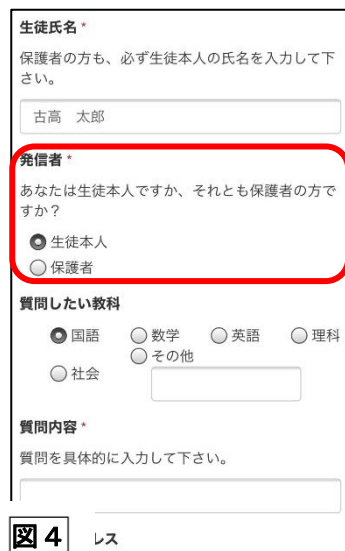 生徒氏名 *
保護者の方も、必ず生徒本人の氏名を入力して下
さい。
古高　太郎
発信者 *
あなたは生徒本人ですか、それとも保護者の方で
すか？
生徒本人
保護者
質問したい教科
国語　数学　英語　理科
その他
社会
質問内容 *
質問を具体的に入力して下さい。
図４
レス